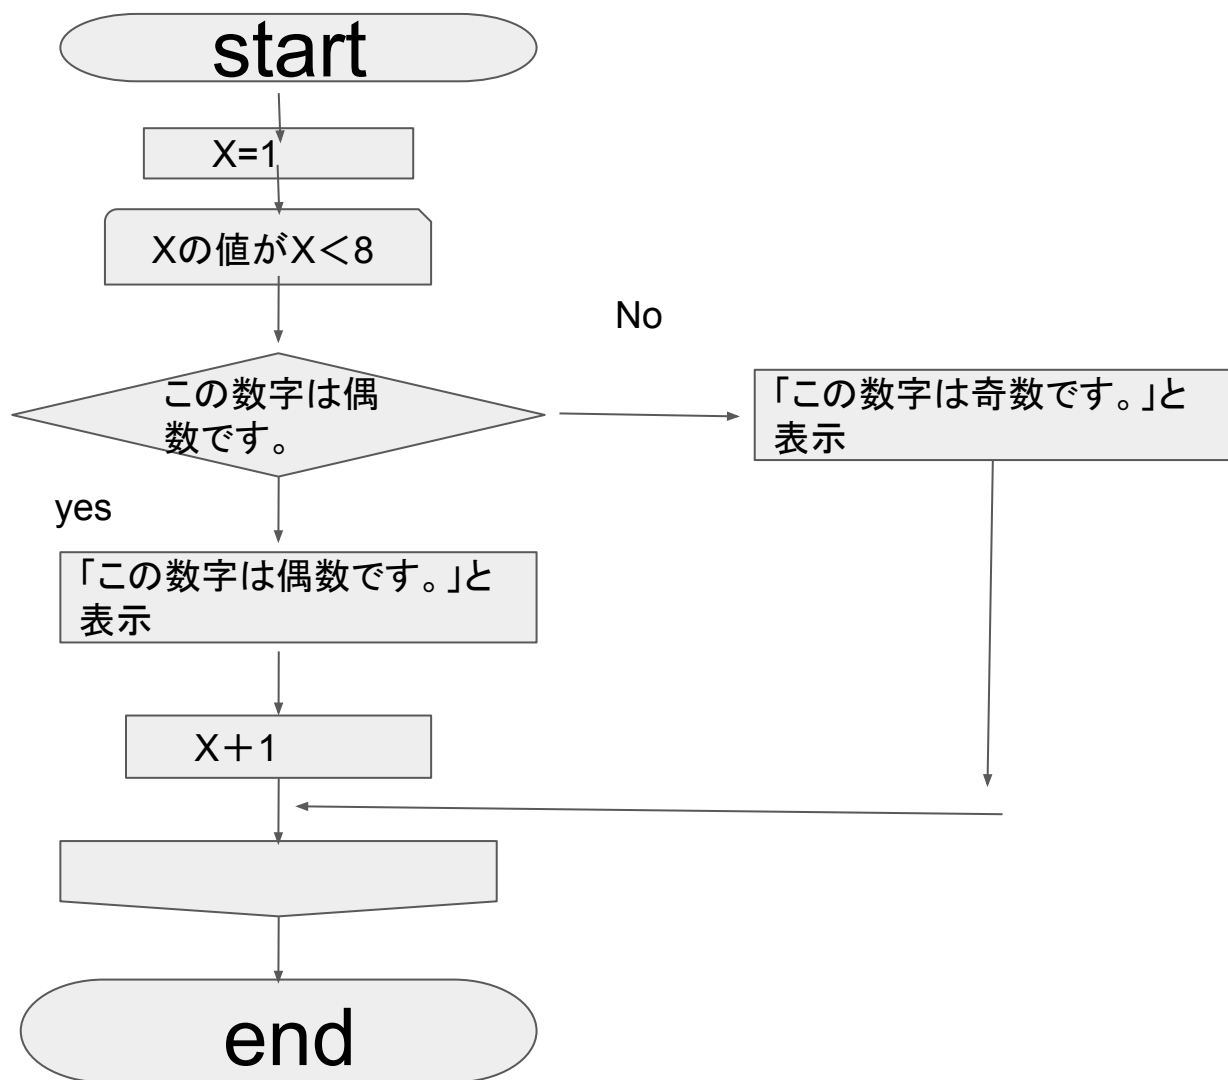 start
X=1
Xの値がX＜8
No
この数字は偶
数です。
「この数字は奇数です。」と
表示
yes
「この数字は偶数です。」と
表示
X＋1
end